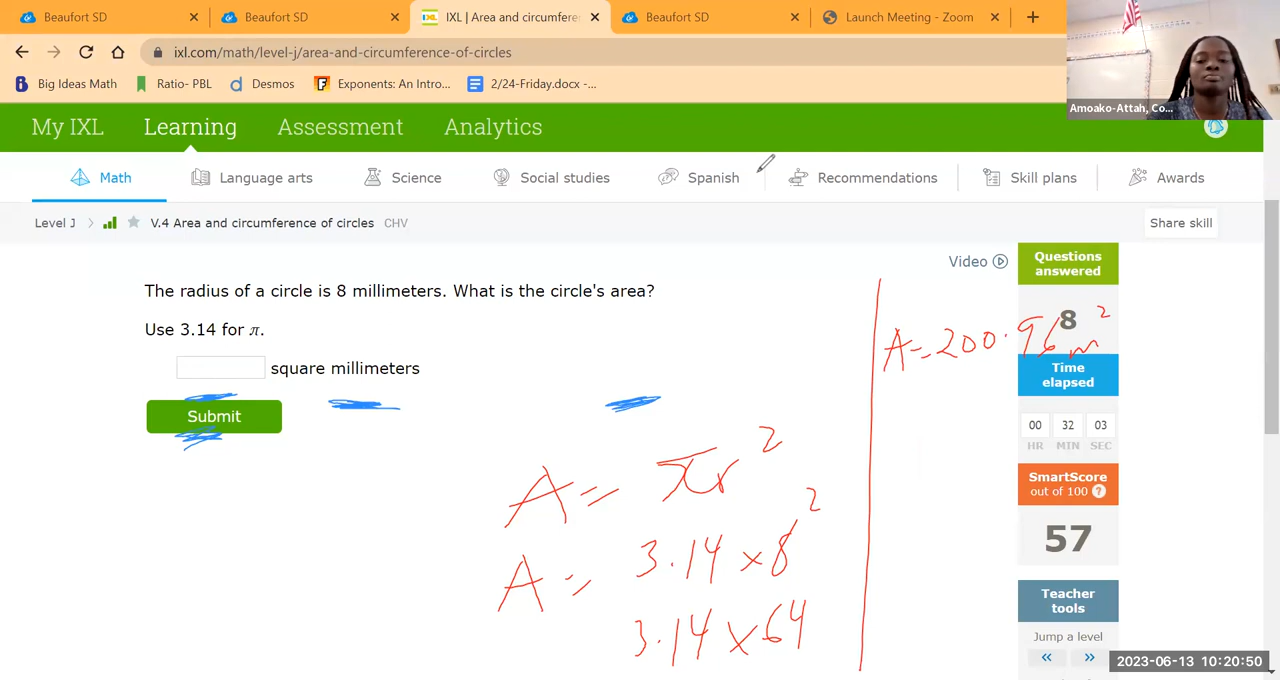 Beaufort SD
Beaufort SD
IXL | Area and circumferen
Beaufort SD
Launch Meeting - Zoom
ixl.com/math/level-j/area-and-circumference-of-circles
Big Ideas Math
Ratio- PBL
Desmos
Exponents: An Intro...
2/24-Friday.docx -...
Amoako-Attah, Co...
My IXL
Learning
Assessment
Analytics
Math
Language arts
Science
Social studies
Spanish
Recommendations
Skill plans
Awards
Level J > V.4 Area and circumference of circles CHV
Share skill
Video
The radius of a circle is 8 millimeters. What is the circle's area?
Use 3.14 for π.
square millimeters
Submit
A = πr²
A = 3.14 × 8²
3.14 × 64
A = 200.96 m²
Questions answered
8
Time elapsed
00 32 03
HR MIN SEC
SmartScore
out of 100 ?
57
Teacher tools
Jump a level
<< >>
2023-06-13 10:20:50